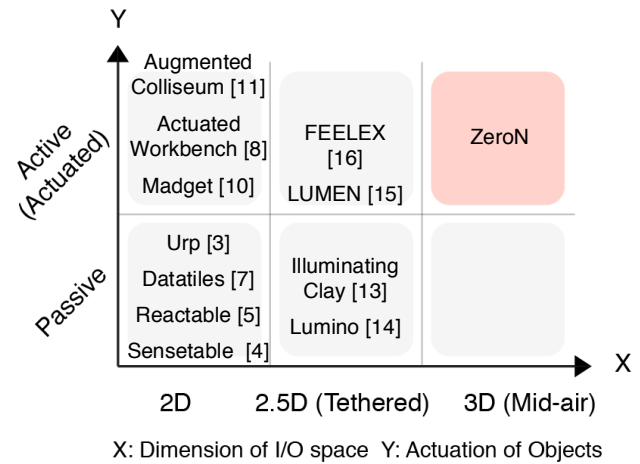 Y
Augmented
Colliseum [11]
Actuated
Workbench [8]
Madget [10]
FEELEX
[16]
LUMEN [15]
ZeroN
Active
(Actuated)
Urp [3]
Datatiles [7]
Reactable [5]
Sensetable [4]
Illuminating
Clay [13]
Lumino [14]
Passive
X
2D
2.5D (Tethered)
3D (Mid-air)
X: Dimension of I/O space Y: Actuation of Objects